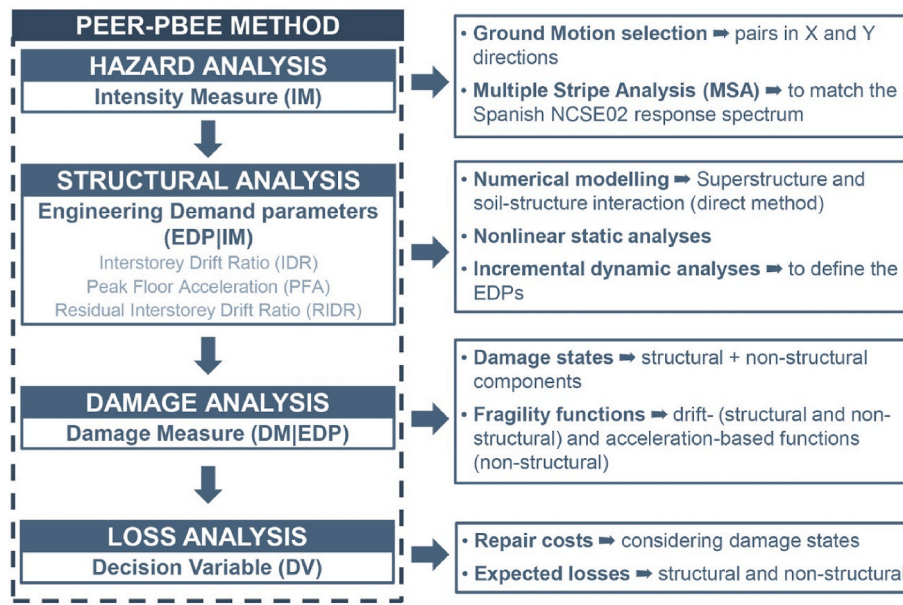 PEER-PBEE METHOD
HAZARD ANALYSIS
Intensity Measure (IM)
• Ground Motion selection ➡ pairs in X and Y
directions
• Multiple Stripe Analysis (MSA) ➡ to match the
Spanish NCSE02 response spectrum
STRUCTURAL ANALYSIS
Engineering Demand parameters
(EDP|IM)
Interstorey Drift Ratio (IDR)
Peak Floor Acceleration (PFA)
Residual Interstorey Drift Ratio (RIDR)
• Numerical modelling ➡ Superstructure and
soil-structure interaction (direct method)
• Nonlinear static analyses
• Incremental dynamic analyses ➡ to define the
EDPs
DAMAGE ANALYSIS
Damage Measure (DM|EDP)
• Damage states ➡ structural + non-structural
components
• Fragility functions ➡ drift- (structural and non-
structural) and acceleration-based functions
(non-structural)
LOSS ANALYSIS
Decision Variable (DV)
• Repair costs ➡ considering damage states
• Expected losses ➡ structural and non-structural